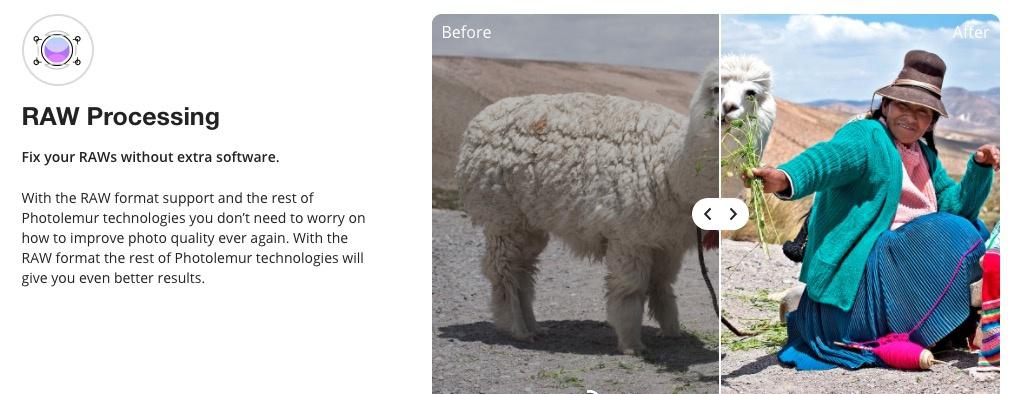 RAW Processing
Fix your RAWs without extra software.
With the RAW format support and the rest of
Photolemur technologies you don’t need to worry on
how to improve photo quality ever again. With the
RAW format the rest of Photolemur technologies will
give you even better results.
Before
After